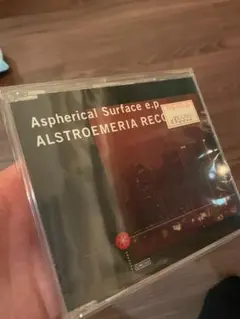 Aspherical Surface e.p.
ALSTROEMERIA RECO